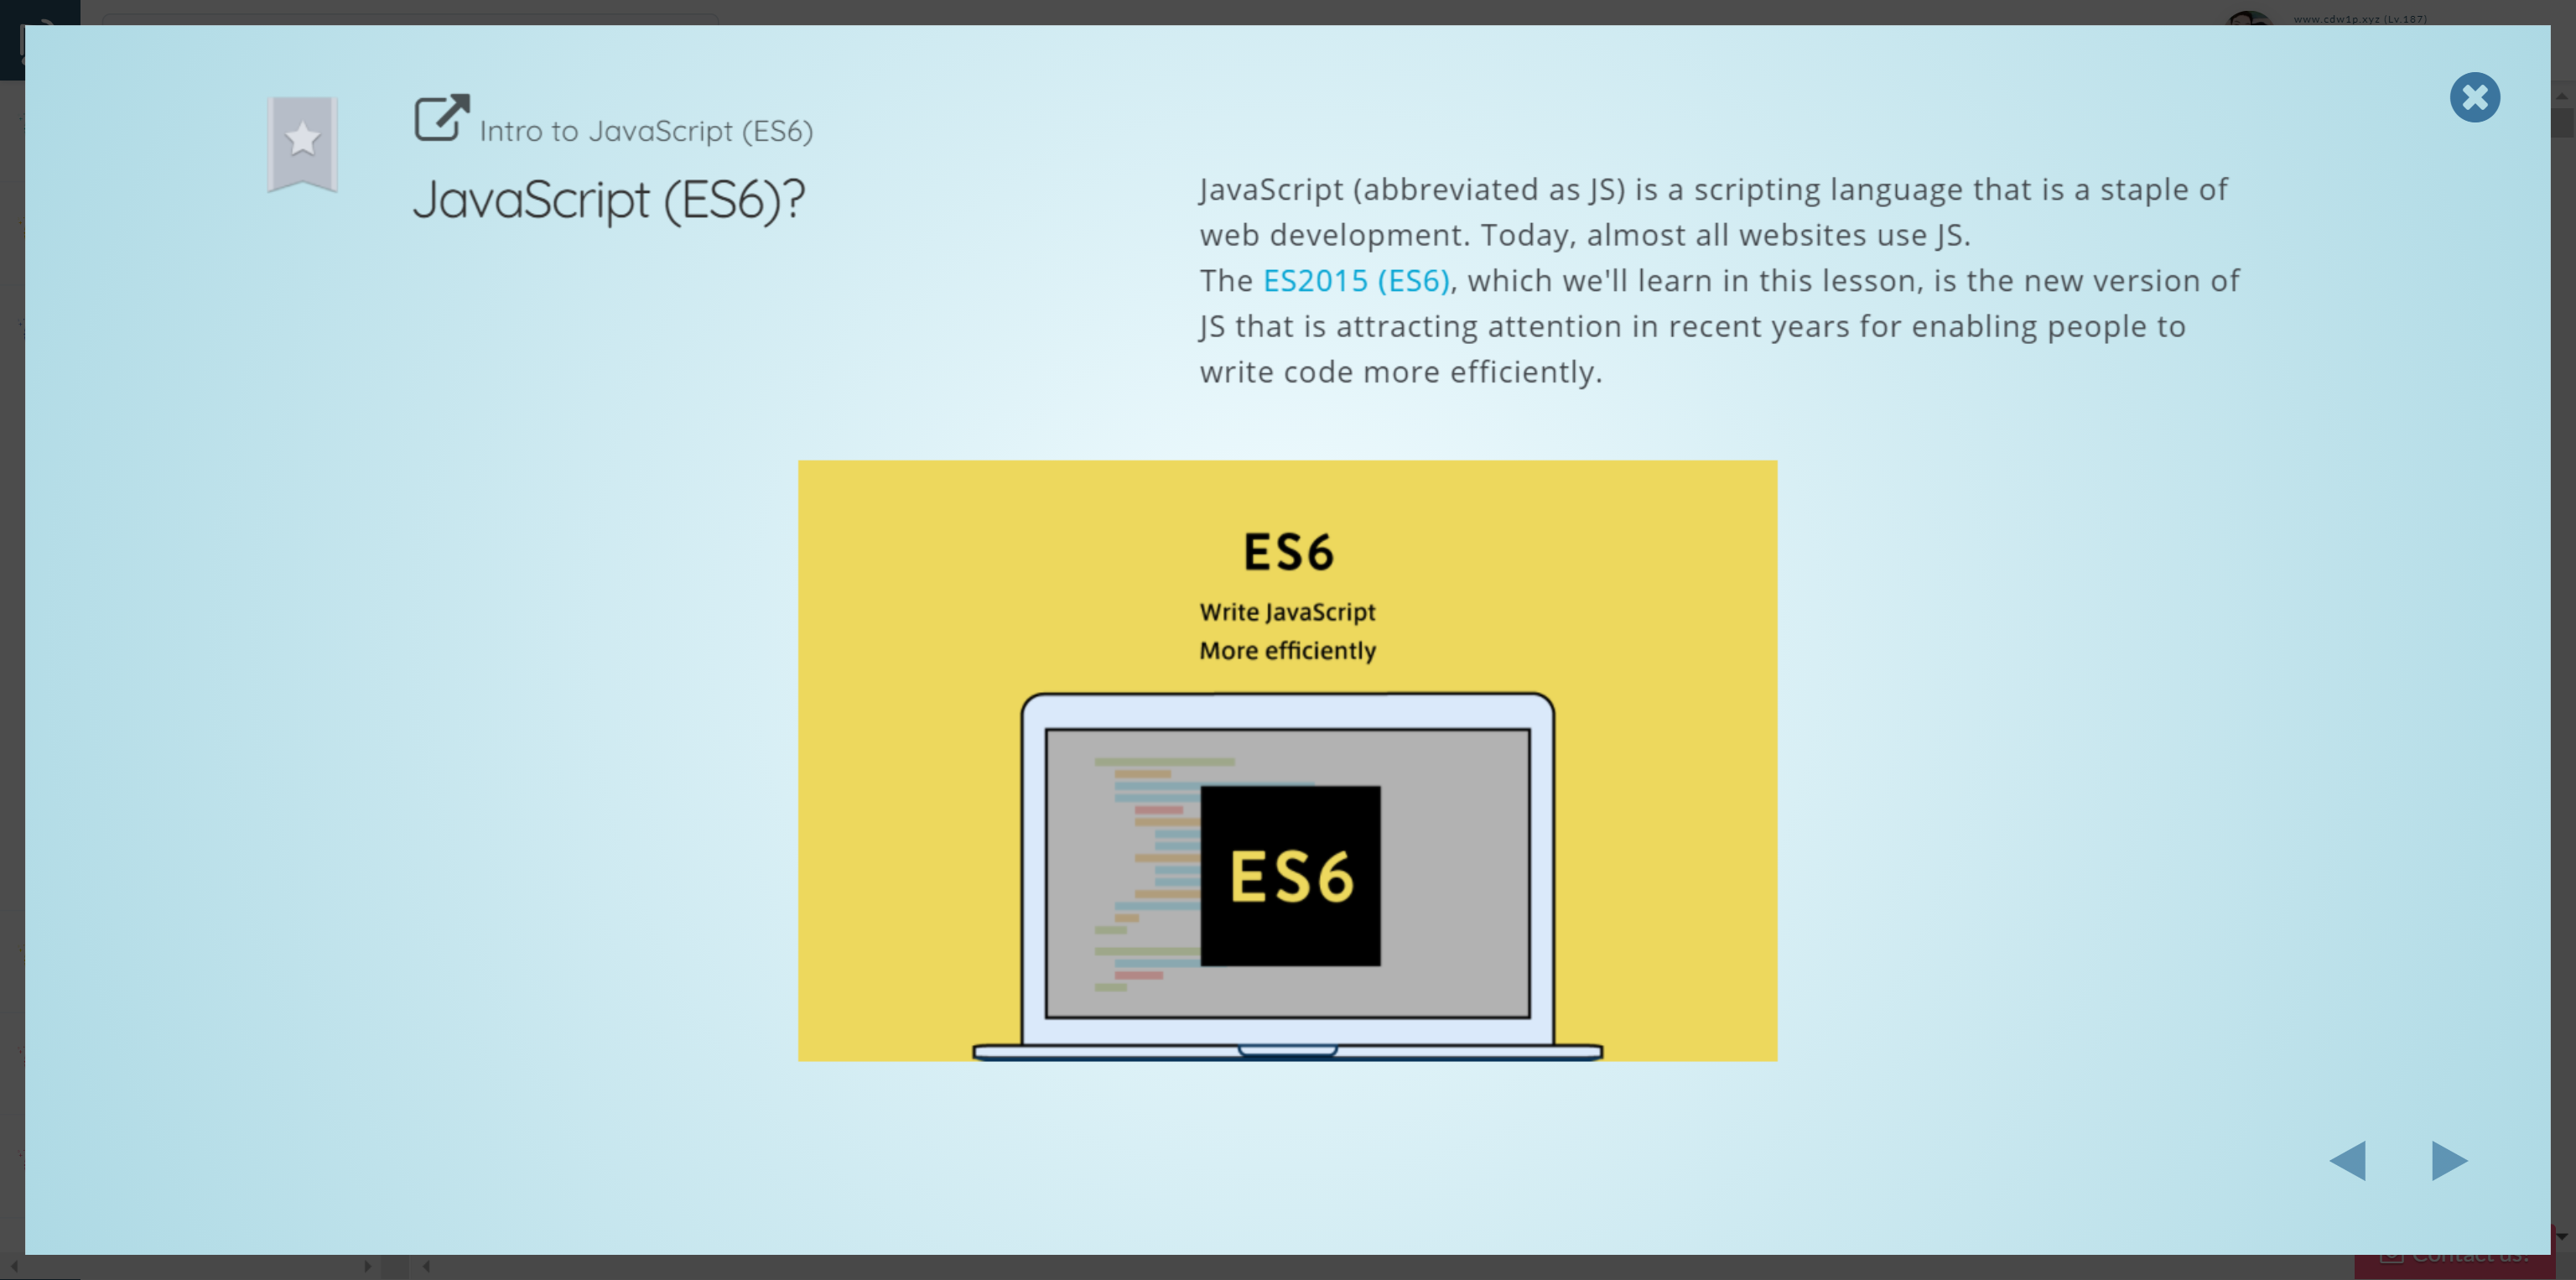 www.cdw1p.xyz (Lv.187)
Intro to JavaScript (ES6)
JavaScript (ES6)?
JavaScript (abbreviated as JS) is a scripting language that is a staple of
web development. Today, almost all websites use JS.
The ES2015 (ES6), which we'll learn in this lesson, is the new version of
JS that is attracting attention in recent years for enabling people to
write code more efficiently.
ES6
Write JavaScript
More efficiently
ES6
Contact us!